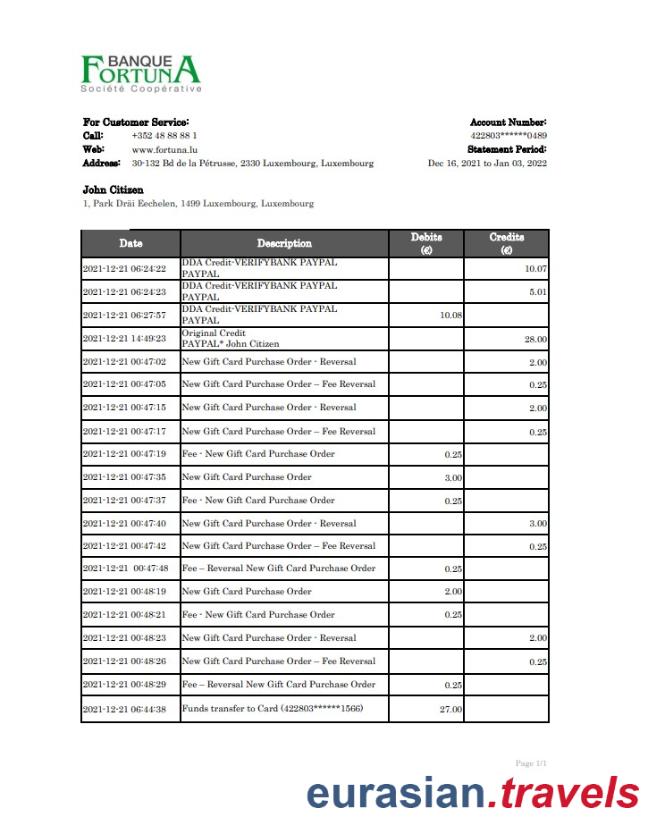 BANQUE
FORTUNA
Société Coopérative
For Customer Service:
Call: +352 48 88 88 1
Web: www.fortuna.lu
Address: 30-132 Bd de la Pétrusse, 2330 Luxembourg, Luxembourg
Account Number:
422803******0489
Statement Period:
Dec 16, 2021 to Jan 03, 2022
John Citizen
1, Park Dräi Eechelen, 1499 Luxembourg, Luxembourg
Date Description Debits (€) Credits (€)
2021-12-21 06:24:22 DDA Credit-VERIFYBANK PAYPAL PAYPAL 10.07
2021-12-21 06:24:23 DDA Credit-VERIFYBANK PAYPAL PAYPAL 5.01
2021-12-21 06:27:57 DDA Credit-VERIFYBANK PAYPAL PAYPAL 10.08
2021-12-21 14:49:23 Original Credit PAYPAL* John Citizen 28.00
2021-12-21 00:47:02 New Gift Card Purchase Order - Reversal 2.00
2021-12-21 00:47:05 New Gift Card Purchase Order – Fee Reversal 0.25
2021-12-21 00:47:15 New Gift Card Purchase Order - Reversal 2.00
2021-12-21 00:47:17 New Gift Card Purchase Order – Fee Reversal 0.25
2021-12-21 00:47:19 Fee - New Gift Card Purchase Order 0.25
2021-12-21 00:47:35 New Gift Card Purchase Order 3.00
2021-12-21 00:47:37 Fee - New Gift Card Purchase Order 0.25
2021-12-21 00:47:40 New Gift Card Purchase Order - Reversal 3.00
2021-12-21 00:47:42 New Gift Card Purchase Order – Fee Reversal 0.25
2021-12-21 00:47:48 Fee – Reversal New Gift Card Purchase Order 0.25
2021-12-21 00:48:19 New Gift Card Purchase Order 2.00
2021-12-21 00:48:21 Fee - New Gift Card Purchase Order 0.25
2021-12-21 00:48:23 New Gift Card Purchase Order - Reversal 2.00
2021-12-21 00:48:26 New Gift Card Purchase Order – Fee Reversal 0.25
2021-12-21 00:48:29 Fee – Reversal New Gift Card Purchase Order 0.25
2021-12-21 06:44:38 Funds transfer to Card (422803******1566) 27.00
Page 1/1
eurasian.travels